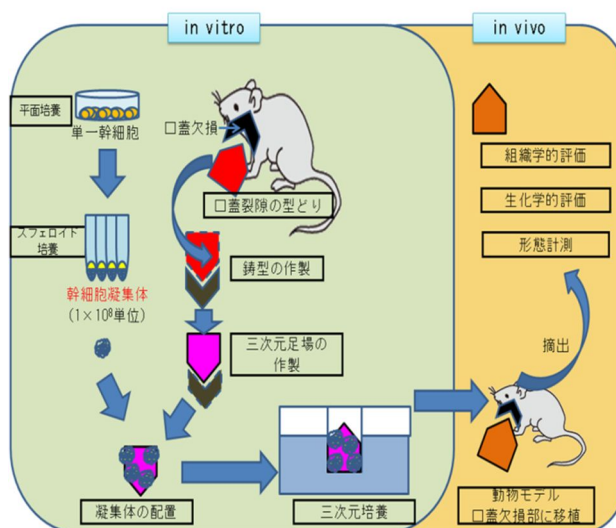 in vitro
in vivo
平面培養
単一幹細胞
スフェロイド
培養
幹細胞凝集体
(1×10⁸単位)
口蓋欠損
口蓋裂隙の型どり
鋳型の作製
三次元足場の
作製
凝集体の配置
三次元培養
組織学的評価
生化学的評価
形態計測
摘出
動物モデル
口蓋欠損部に移植